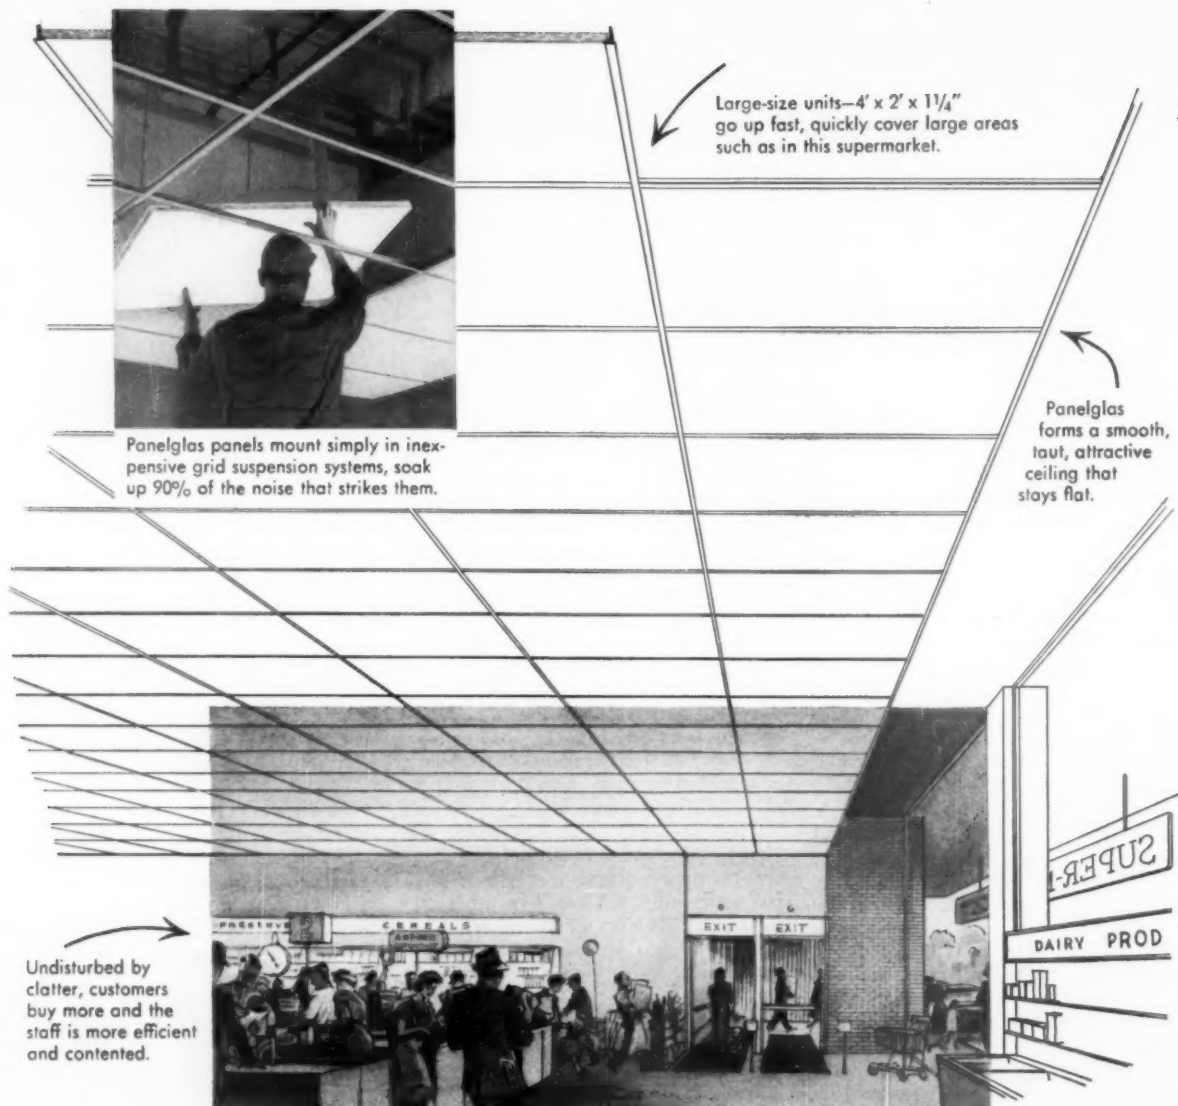 Large-size units—4' x 2' x 1¼"
go up fast, quickly cover large areas
such as in this supermarket.
Panelglas panels mount simply in inex-
pensive grid suspension systems, soak
up 90% of the noise that strikes them.
Panelglas
forms a smooth,
taut, attractive
ceiling that
stays flat.
SUPER-
DAIRY PROD
PRESERVE
CEREALS
EXIT
EXIT
Undisturbed by
clatter, customers
buy more and the
staff is more efficient
and contented.